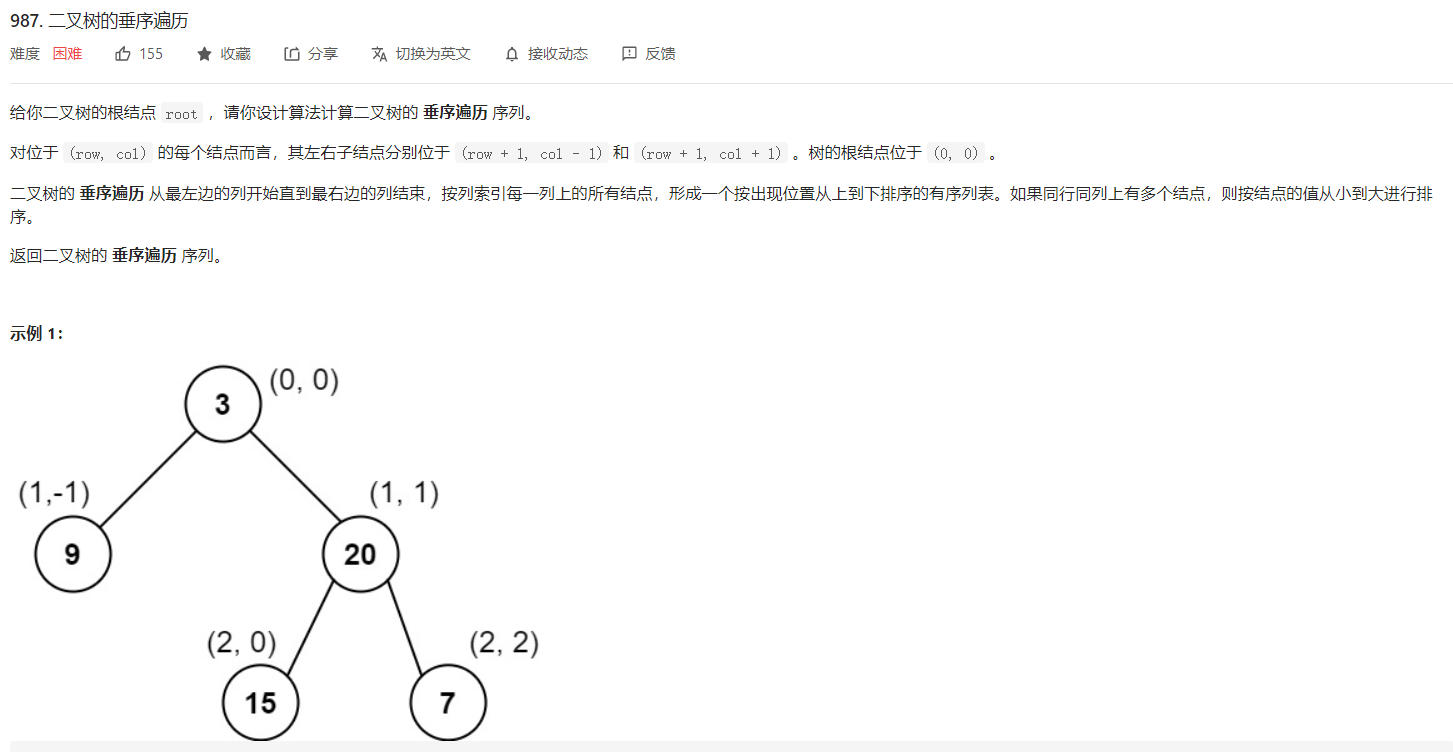 987. 二叉树的垂序遍历
难度 困难 155 收藏 分享 切换为英文 接收动态 反馈
给你二叉树的根结点 root ，请你设计算法计算二叉树的 垂序遍历 序列。
对位于 (row, col) 的每个结点而言，其左右子结点分别位于 (row + 1, col - 1) 和 (row + 1, col + 1) 。树的根结点位于 (0, 0) 。
二叉树的 垂序遍历 从最左边的列开始直到最右边的列结束，按列索引每一列上的所有结点，形成一个按出现位置从上到下排序的有序列表。如果同行同列上有多个结点，则按结点的值从小到大进行排
序。
返回二叉树的 垂序遍历 序列。
示例 1：
3 (0, 0)
(1,-1) (1, 1)
9 20
(2, 0) (2, 2)
15 7